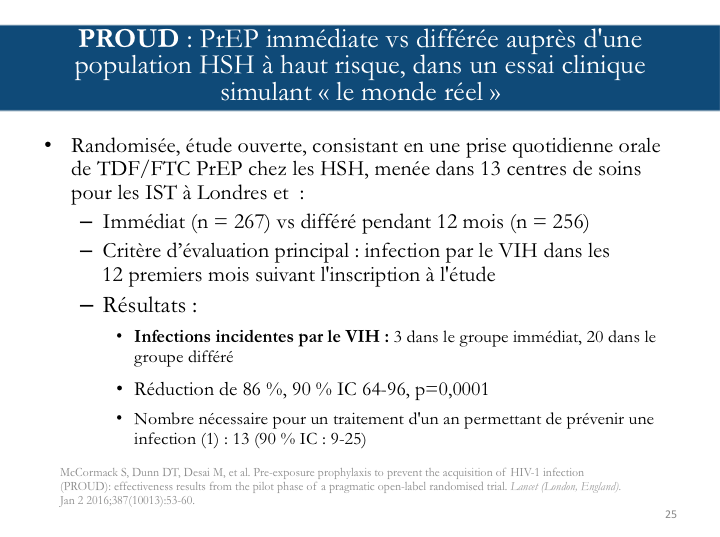 PROUD : PrEP immédiate vs différée auprès d'une
population HSH à haut risque, dans un essai clinique
simulant « le monde réel »
• Randomisée, étude ouverte, consistant en une prise quotidienne orale
de TDF/FTC PrEP chez les HSH, menée dans 13 centres de soins
pour les IST à Londres et :
– Immédiat (n = 267) vs différé pendant 12 mois (n = 256)
– Critère d’évaluation principal : infection par le VIH dans les
12 premiers mois suivant l'inscription à l'étude
– Résultats :
• Infections incidentes par le VIH : 3 dans le groupe immédiat, 20 dans le
groupe différé
• Réduction de 86 %, 90 % IC 64-96, p=0,0001
• Nombre nécessaire pour un traitement d'un an permettant de prévenir une
infection (1) : 13 (90 % IC : 9-25)
McCormack S, Dunn DT, Desai M, et al. Pre-exposure prophylaxis to prevent the acquisition of HIV-1 infection
(PROUD): effectiveness results from the pilot phase of a pragmatic open-label randomised trial. Lancet (London, England).
Jan 2 2016;387(10013):53-60.
25